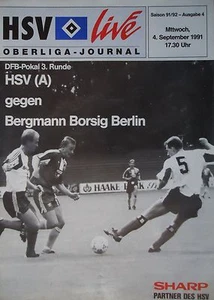 HSV live
OBERLIGA-JOURNAL
Saison 91/92 – Ausgabe 4
Mittwoch,
4. September 1991
17.30 Uhr
DFB-Pokal 3. Runde
HSV (A)
gegen
Bergmann Borsig Berlin
HAAKE BECK
5
SHARP
PARTNER DES HSV